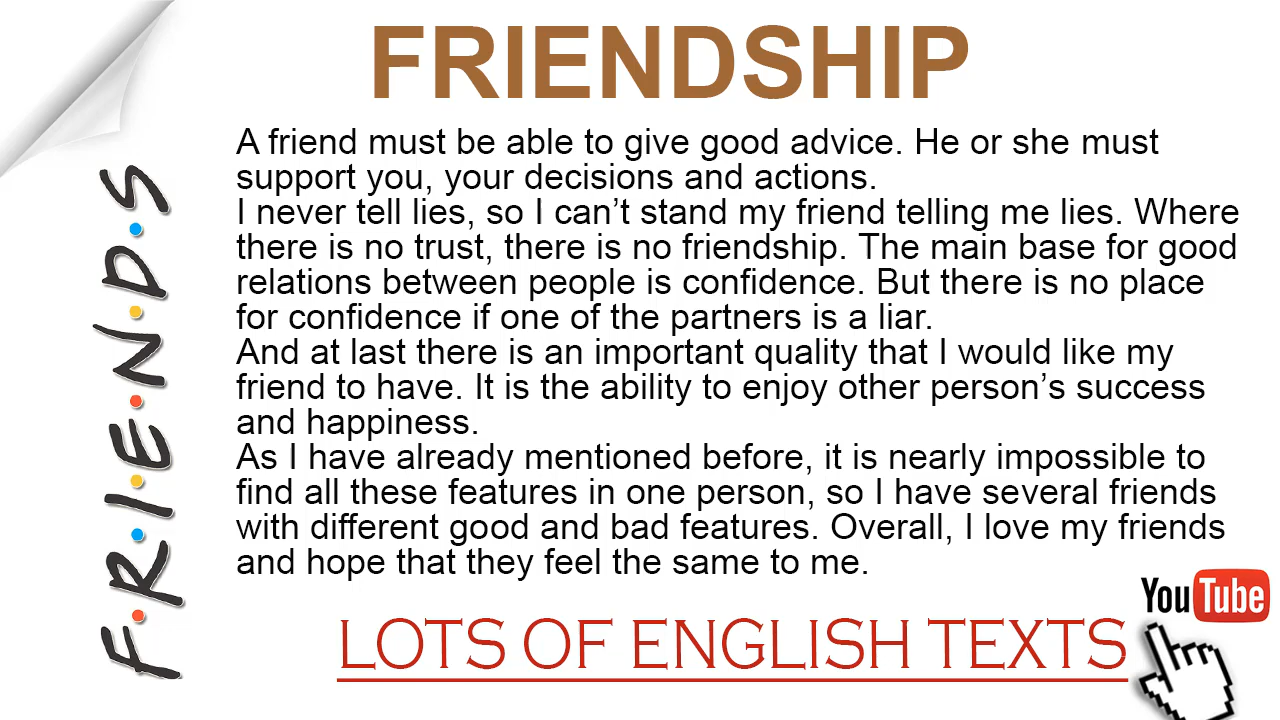 FRIENDSHIP
A friend must be able to give good advice. He or she must
support you, your decisions and actions.
I never tell lies, so I can’t stand my friend telling me lies. Where
there is no trust, there is no friendship. The main base for good
relations between people is confidence. But there is no place
for confidence if one of the partners is a liar.
And at last there is an important quality that I would like my
friend to have. It is the ability to enjoy other person’s success
and happiness.
As I have already mentioned before, it is nearly impossible to
find all these features in one person, so I have several friends
with different good and bad features. Overall, I love my friends
and hope that they feel the same to me.
F•R•I•E•N•D•S
LOTS OF ENGLISH TEXTS
YouTube